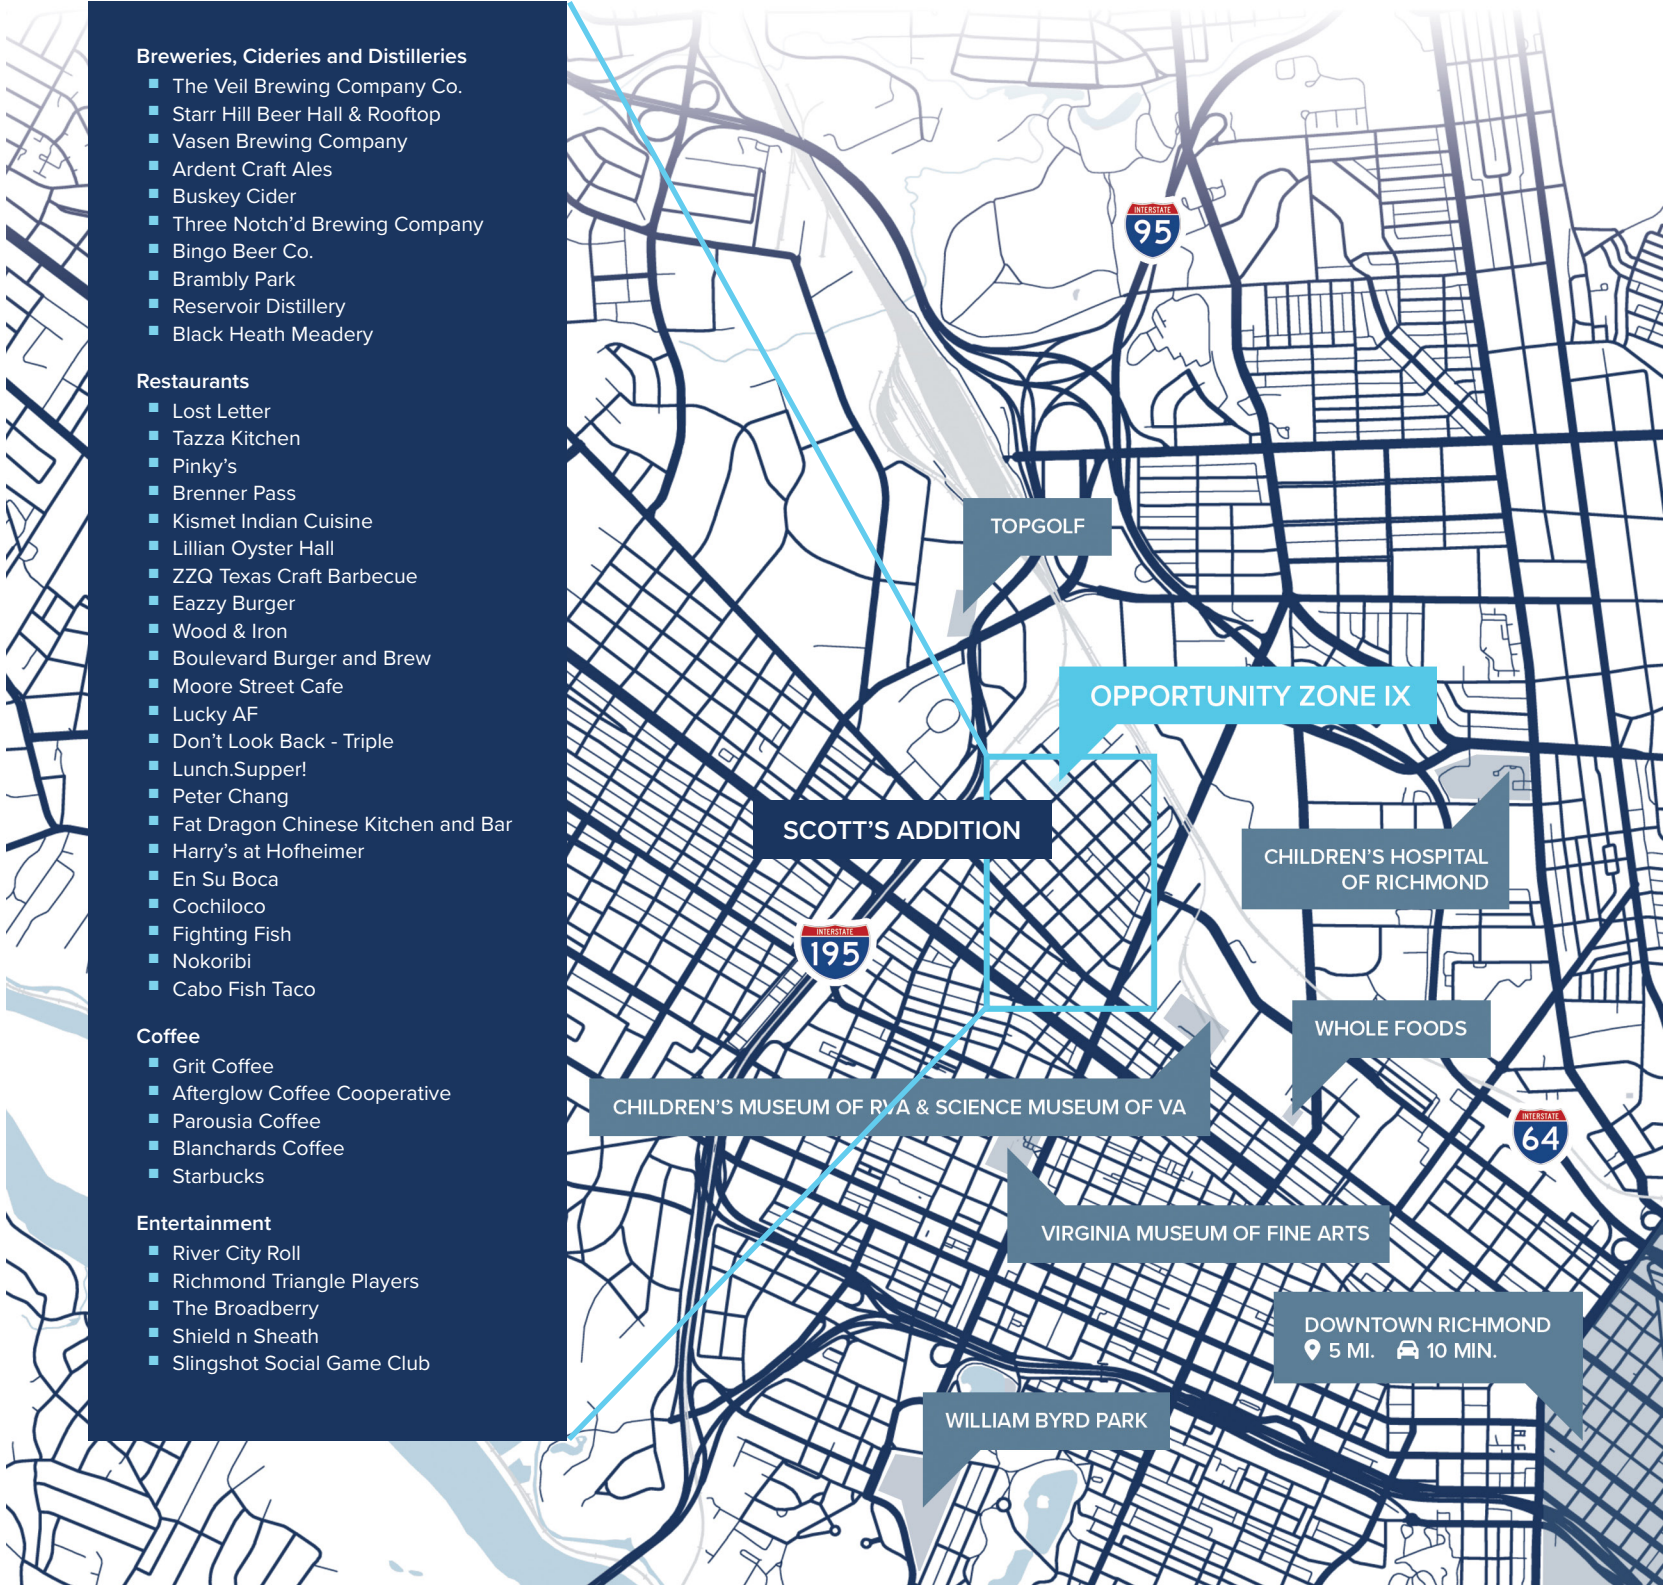 Breweries, Cideries and Distilleries
The Veil Brewing Company Co.
Starr Hill Beer Hall & Rooftop
Vasen Brewing Company
Ardent Craft Ales
Buskey Cider
Three Notch’d Brewing Company
Bingo Beer Co.
Brambly Park
Reservoir Distillery
Black Heath Meadery
Restaurants
Lost Letter
Tazza Kitchen
Pinky’s
Brenner Pass
Kismet Indian Cuisine
Lillian Oyster Hall
ZZQ Texas Craft Barbecue
Eazzy Burger
Wood & Iron
Boulevard Burger and Brew
Moore Street Cafe
Lucky AF
Don’t Look Back - Triple
Lunch.Supper!
Peter Chang
Fat Dragon Chinese Kitchen and Bar
Harry’s at Hofheimer
En Su Boca
Cochiloco
Fighting Fish
Nokoribi
Cabo Fish Taco
Coffee
Grit Coffee
Afterglow Coffee Cooperative
Parousia Coffee
Blanchards Coffee
Starbucks
Entertainment
River City Roll
Richmond Triangle Players
The Broadberry
Shield n Sheath
Slingshot Social Game Club
INTERSTATE
95
TOPGOLF
OPPORTUNITY ZONE IX
SCOTT’S ADDITION
CHILDREN’S HOSPITAL
OF RICHMOND
INTERSTATE
195
WHOLE FOODS
CHILDREN’S MUSEUM OF RVA & SCIENCE MUSEUM OF VA
INTERSTATE
64
VIRGINIA MUSEUM OF FINE ARTS
DOWNTOWN RICHMOND
5 MI. 10 MIN.
WILLIAM BYRD PARK